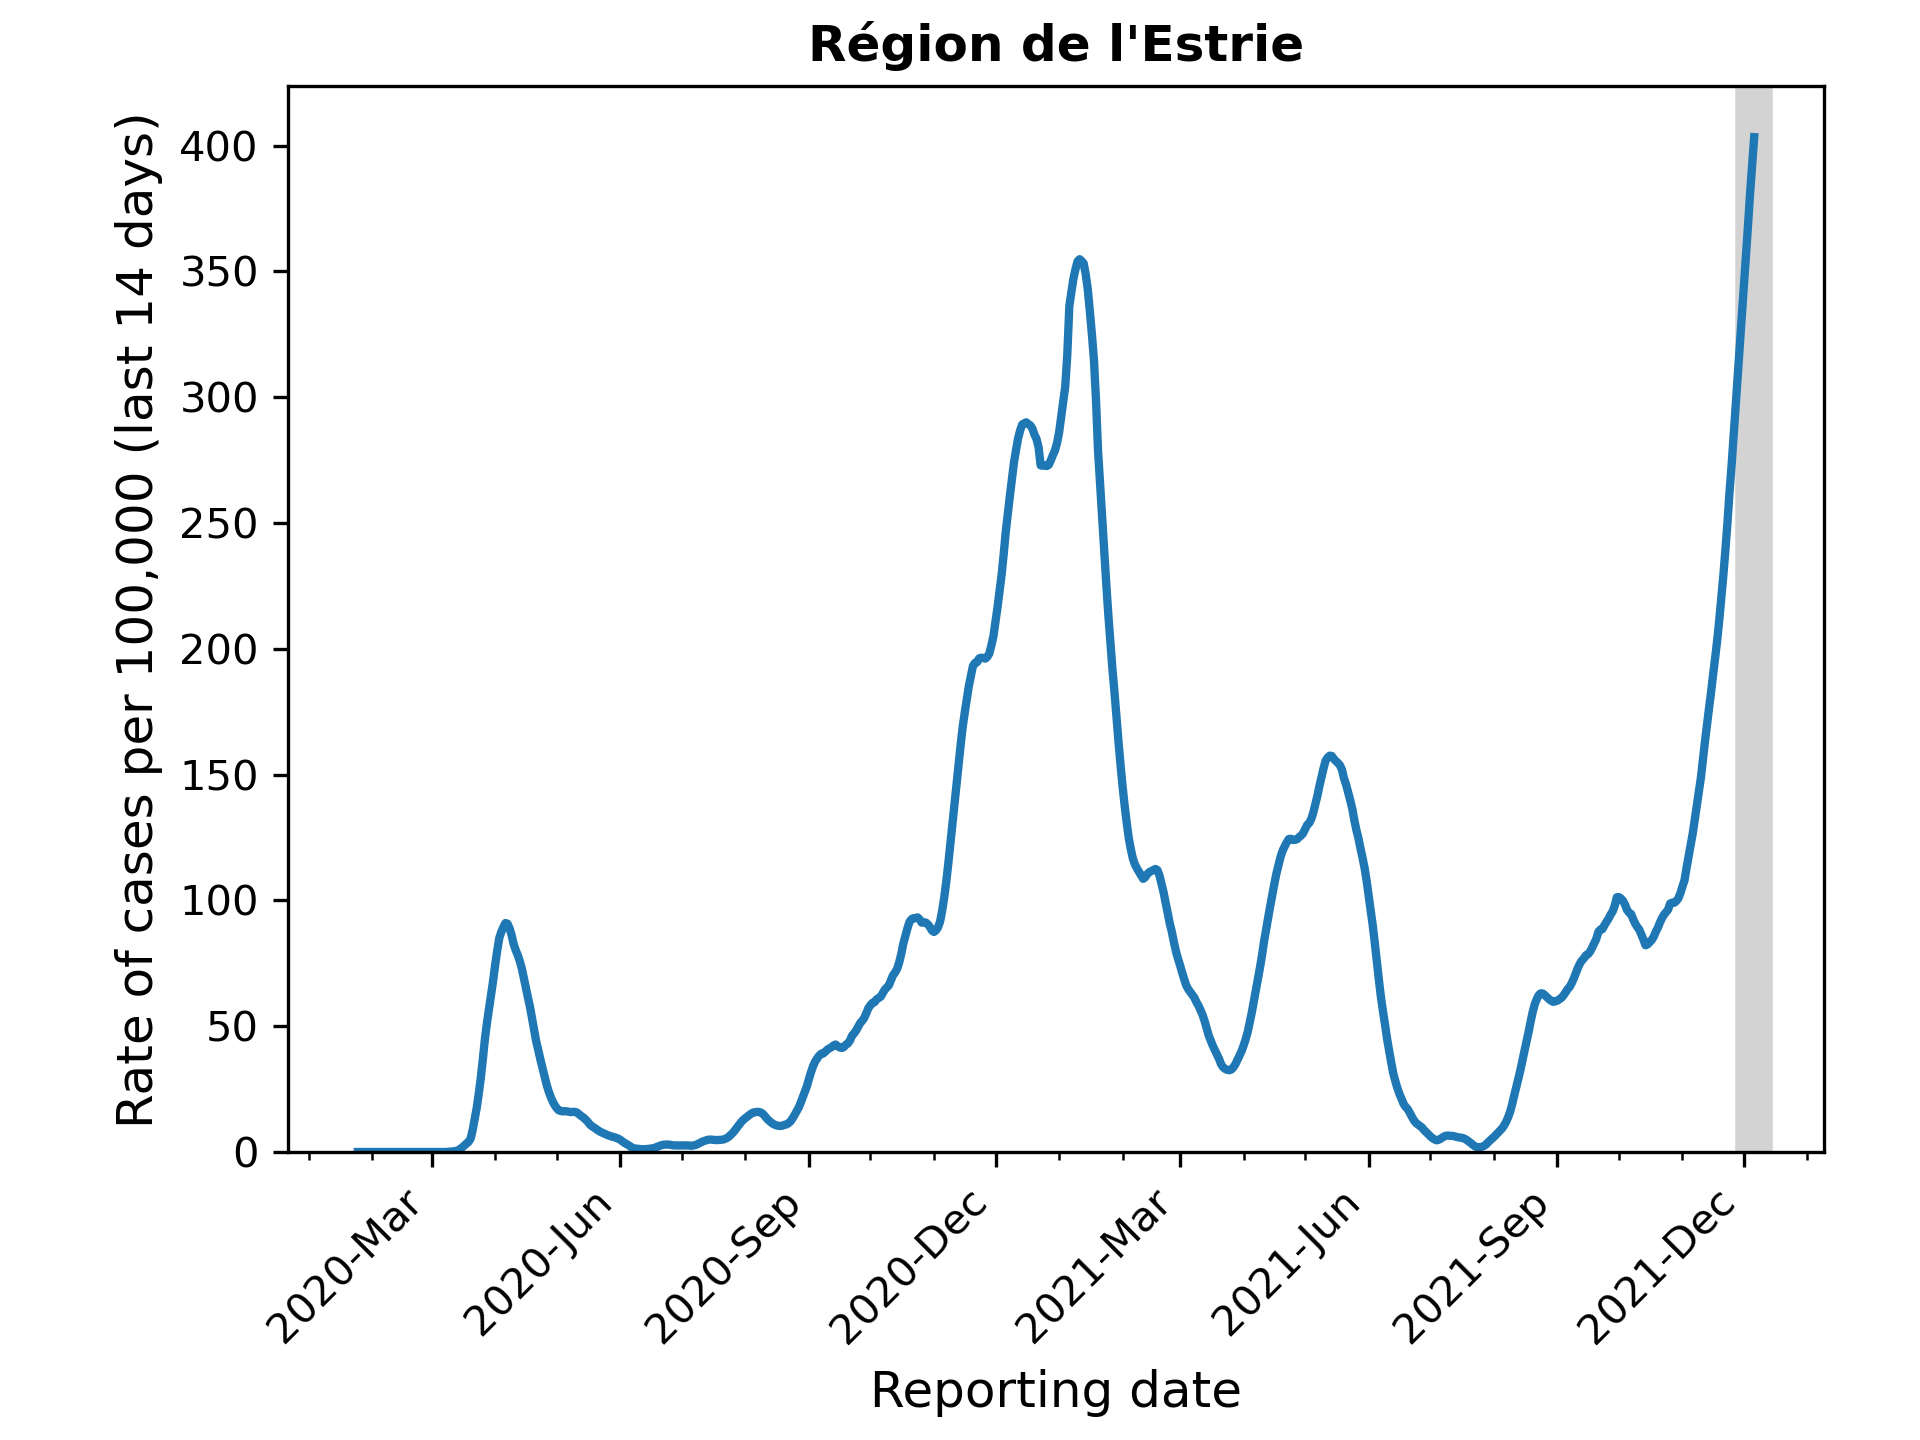 Région de l'Estrie
Rate of cases per 100,000 (last 14 days)
400
350
300
250
200
150
100
50
0
2020-Mar
2020-Jun
2020-Sep
2020-Dec
2021-Mar
2021-Jun
2021-Sep
2021-Dec
Reporting date